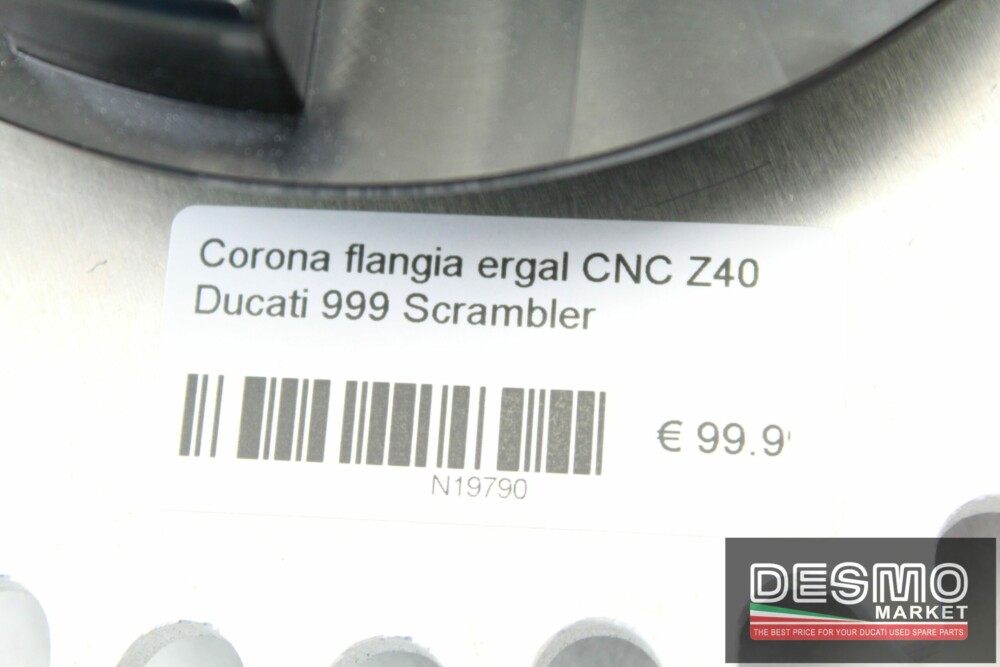 Corona flangia ergal CNC Z40
Ducati 999 Scrambler
€ 99.9
N19790
DESMO
MARKET
THE BEST PRICE FOR YOUR DUCATI USED SPARE PARTS